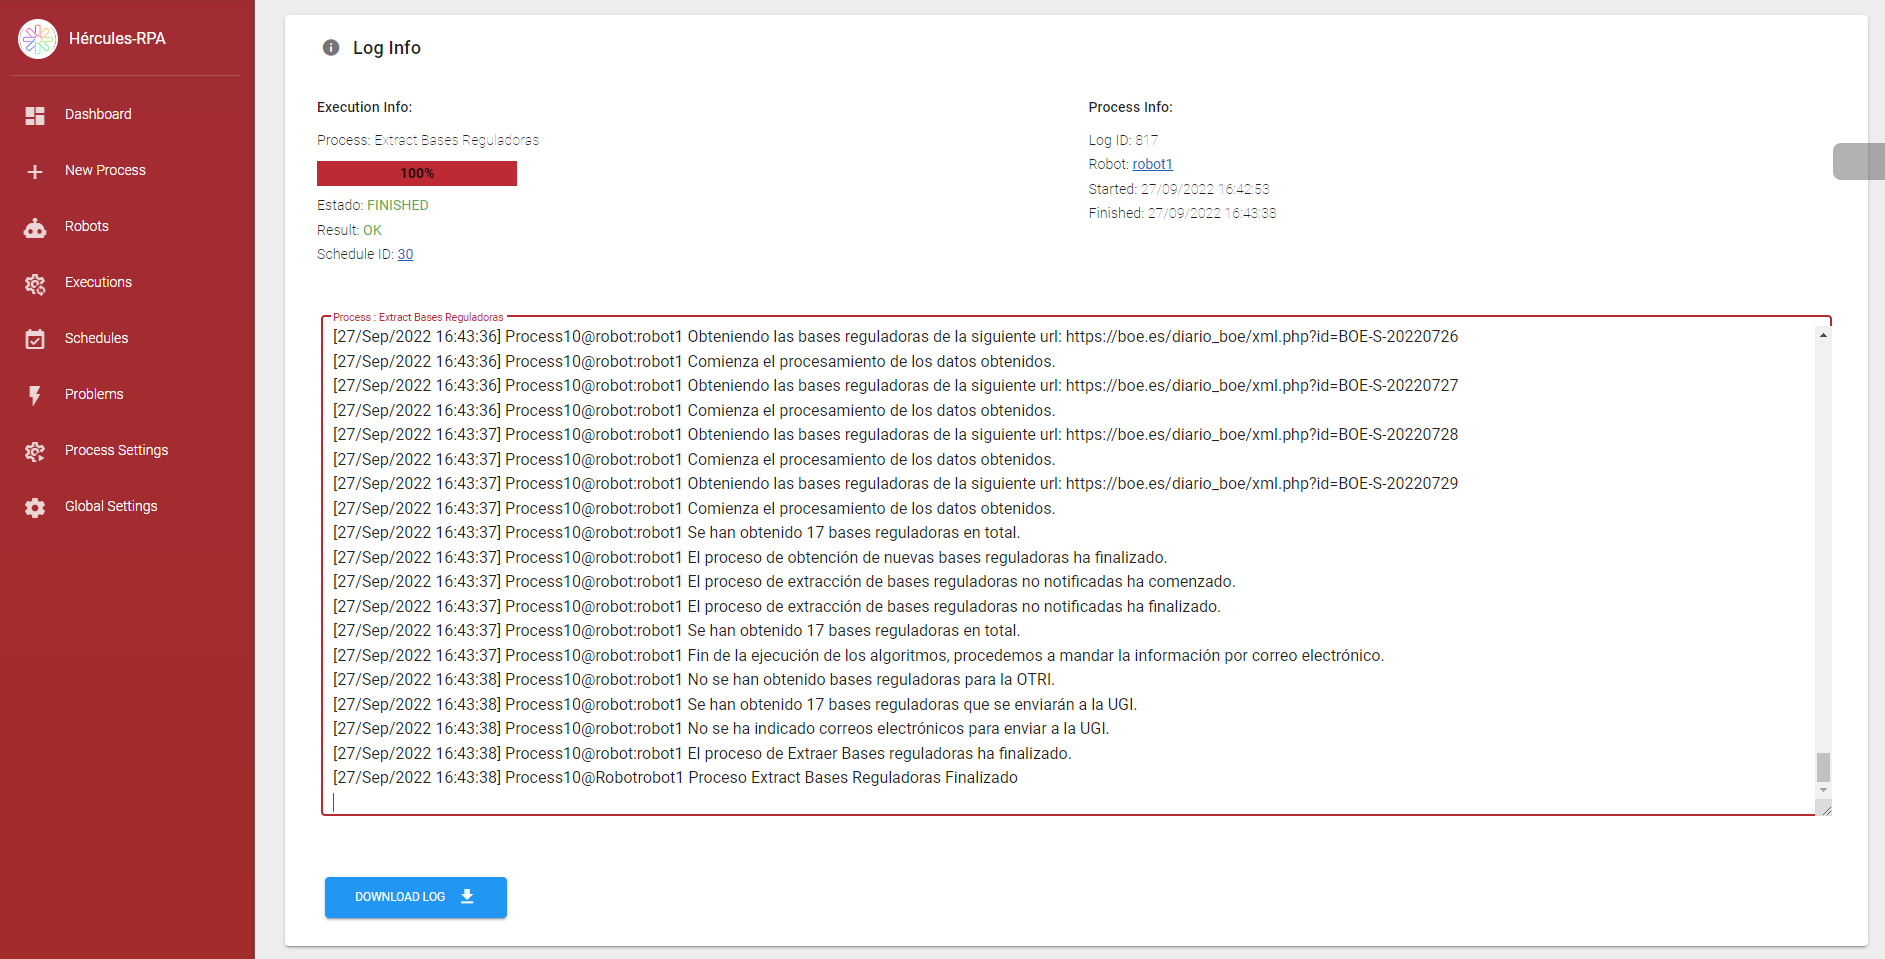 Hércules-RPA
Dashboard
New Process
Robots
Executions
Schedules
Problems
Process Settings
Global Settings
Log Info
Execution Info:
Process: Extract Bases Reguladoras
100%
Estado: FINISHED
Result: OK
Schedule ID: 30
Process Info:
Log ID: 817
Robot: robot1
Started: 27/09/2022 16:42:53
Finished: 27/09/2022 16:43:38
Process : Extract Bases Reguladoras
[27/Sep/2022 16:43:36] Process10@robot:robot1 Obteniendo las bases reguladoras de la siguiente url: https://boe.es/diario_boe/xml.php?id=BOE-S-20220726
[27/Sep/2022 16:43:36] Process10@robot:robot1 Comienza el procesamiento de los datos obtenidos.
[27/Sep/2022 16:43:36] Process10@robot:robot1 Obteniendo las bases reguladoras de la siguiente url: https://boe.es/diario_boe/xml.php?id=BOE-S-20220727
[27/Sep/2022 16:43:36] Process10@robot:robot1 Comienza el procesamiento de los datos obtenidos.
[27/Sep/2022 16:43:37] Process10@robot:robot1 Obteniendo las bases reguladoras de la siguiente url: https://boe.es/diario_boe/xml.php?id=BOE-S-20220728
[27/Sep/2022 16:43:37] Process10@robot:robot1 Comienza el procesamiento de los datos obtenidos.
[27/Sep/2022 16:43:37] Process10@robot:robot1 Obteniendo las bases reguladoras de la siguiente url: https://boe.es/diario_boe/xml.php?id=BOE-S-20220729
[27/Sep/2022 16:43:37] Process10@robot:robot1 Comienza el procesamiento de los datos obtenidos.
[27/Sep/2022 16:43:37] Process10@robot:robot1 Se han obtenido 17 bases reguladoras en total.
[27/Sep/2022 16:43:37] Process10@robot:robot1 El proceso de obtención de nuevas bases reguladoras ha finalizado.
[27/Sep/2022 16:43:37] Process10@robot:robot1 El proceso de extracción de bases reguladoras no notificadas ha comenzado.
[27/Sep/2022 16:43:37] Process10@robot:robot1 El proceso de extracción de bases reguladoras no notificadas ha finalizado.
[27/Sep/2022 16:43:37] Process10@robot:robot1 Se han obtenido 17 bases reguladoras en total.
[27/Sep/2022 16:43:37] Process10@robot:robot1 Fin de la ejecución de los algoritmos, procedemos a mandar la información por correo electrónico.
[27/Sep/2022 16:43:38] Process10@robot:robot1 No se han obtenido bases reguladoras para la OTRI.
[27/Sep/2022 16:43:38] Process10@robot:robot1 Se han obtenido 17 bases reguladoras que se enviarán a la UGI.
[27/Sep/2022 16:43:38] Process10@robot:robot1 No se ha indicado correos electrónicos para enviar a la UGI.
[27/Sep/2022 16:43:38] Process10@robot:robot1 El proceso de Extraer Bases reguladoras ha finalizado.
[27/Sep/2022 16:43:38] Process10@Robotrobot1 Proceso Extract Bases Reguladoras Finalizado
DOWNLOAD LOG